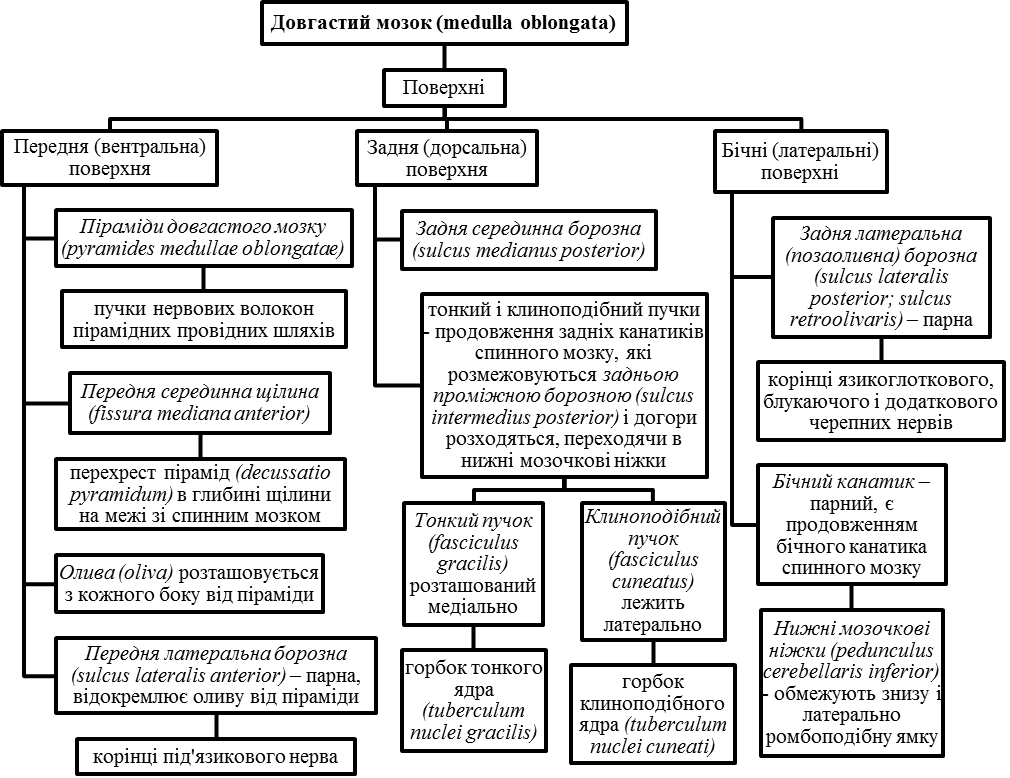 Довгастий мозок (medulla oblongata)
Поверхні
Передня (вентральна)
поверхня
Піраміди довгастого мозку
(pyramides medullae oblongatae)
пучки нервових волокон
пірамідних провідних шляхів
Передня серединна щілина
(fissura mediana anterior)
перехрест пірамід (decussatio
pyramidum) в глибині щілини
на межі зі спинним мозком
Олива (oliva) розташовується
з кожного боку від піраміди
Передня латеральна борозна
(sulcus lateralis anterior) – парна,
відокремлює оливу від піраміди
корінці під'язикового нерва
Задня (дорсальна)
поверхня
Задня серединна борозна
(sulcus medianus posterior)
тонкий і клиноподібний пучки
- продовження задніх канатиків
спинного мозку, які
розмежовуються задньою
проміжною борозною (sulcus
intermedius posterior) і догори
розходяться, переходячи в
нижні мозочкові ніжки
Тонкий пучок
(fasciculus
gracilis)
розташований
медіально
горбок тонкого
ядра
(tuberculum
nuclei gracilis)
Клиноподібний
пучок
(fasciculus
cuneatus)
лежить
латерально
горбок
клиноподібного
ядра (tuberculum
nuclei cuneati)
Бічні (латеральні)
поверхні
Задня латеральна
(позаоливна) борозна
(sulcus lateralis
posterior; sulcus
retroolivaris) – парна
корінці язикоглоткового,
блукаючого і додаткового
черепних нервів
Бічний канатик –
парний, є
продовженням
бічного канатика
спинного мозку
Нижні мозочкові
ніжки (pedunculus
cerebellaris inferior)
- обмежують знизу і
латерально
ромбоподібну ямку